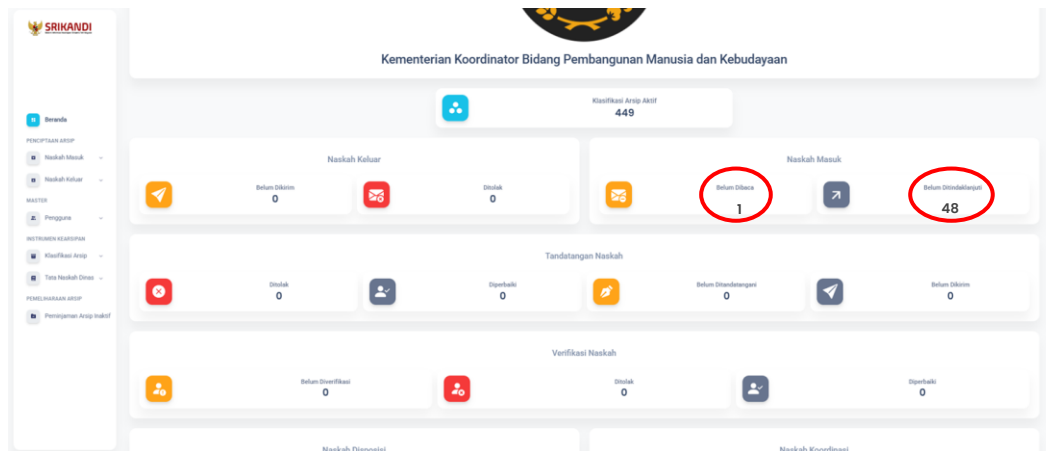 SRIKANDI
Beranda
PENCIPTAAN ARSIP
Naskah Masuk
Naskah Keluar
MASTER
Pengguna
INSTRUMEN KEARSIPAN
Klasifikasi Arsip
Tata Naskah Dinas
PEMELIHARAAN ARSIP
Peminjaman Arsip Inaktif
Kementerian Koordinator Bidang Pembangunan Manusia dan Kebudayaan
Klasifikasi Arsip Aktif
449
Naskah Keluar
Belum Dikirim
0
Ditolak
0
Naskah Masuk
Belum Dibaca
1
Belum Ditindaklanjuti
48
Tandatangan Naskah
Ditolak
0
Diperbaiki
0
Belum Ditandatangani
0
Belum Dikirim
0
Verifikasi Naskah
Belum Diverifikasi
0
Ditolak
0
Diperbaiki
0
Naskah Disposisi
Naskah Koordinasi